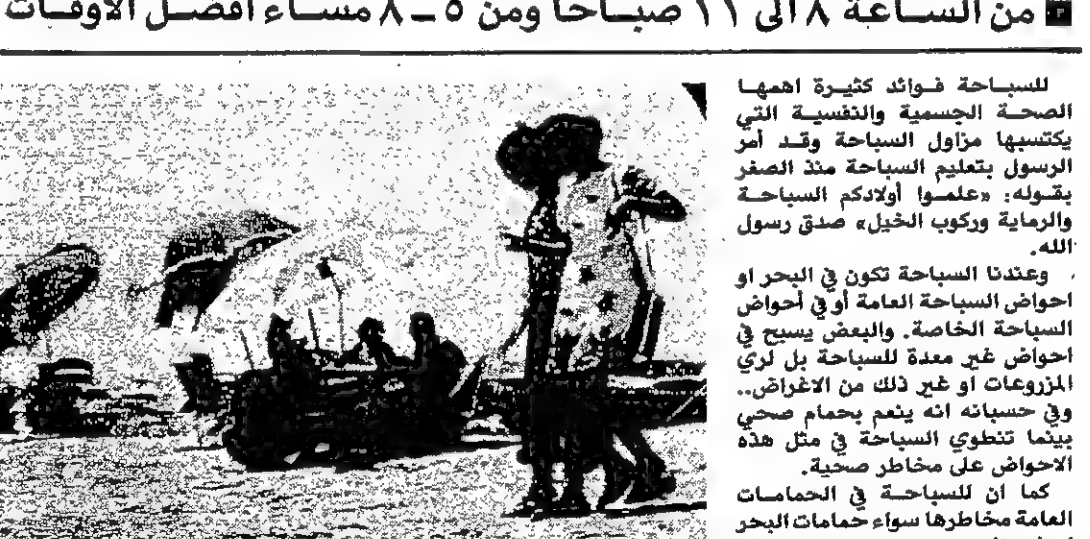 من الساعة ٨ الى ١١ صباحا ومن ٥ ــ ٨ مساء أفضل الأوقات
للسباحة فوائد كثيرة اهمها
الصحة الجسمية والنفسية التي
يكتسبها مزاول السباحة وقد أمر
الرسول بتعليم السباحة منذ الصغر
بقوله: «علموا أولادكم السباحة
والرماية وركوب الخيل» صدق رسول
الله.
وعندنا السباحة تكون في البحر او
احواض السباحة العامة أو في أحواض
السباحة الخاصة. والبعض يسبح في
احواض غير معدة للسباحة بل لري
المزروعات او غير ذلك من الاغراض..
وفي حسبانه انه ينعم بحمام صحي
بينما تنطوي السباحة في مثل هذه
الاحواض على مخاطر صحية.
كما ان للسباحة في الحمامات
العامة مخاطرها سواء حمامات البحر